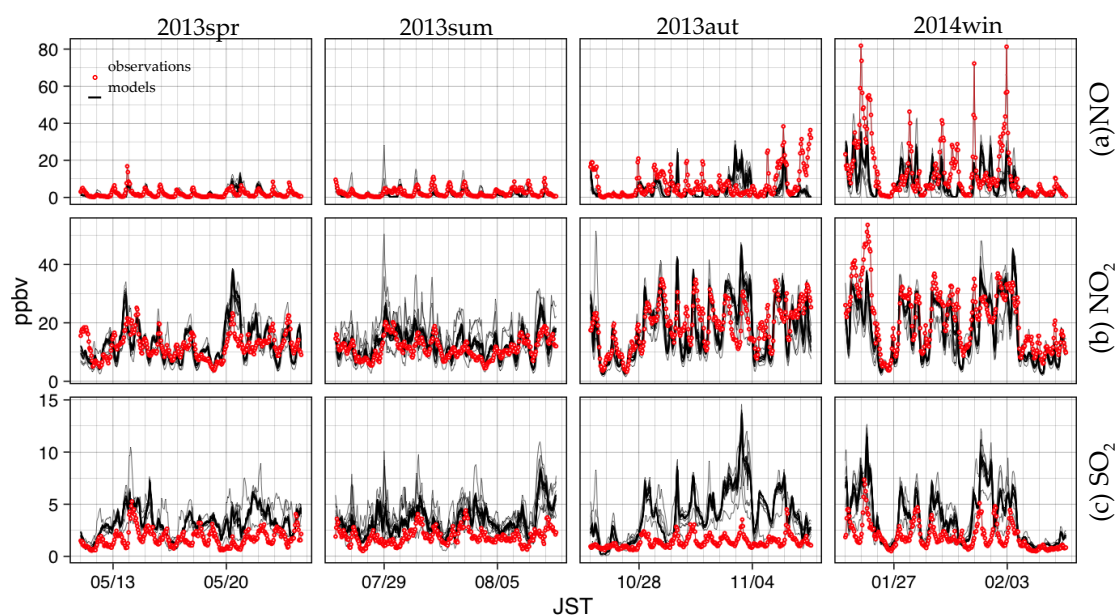 2013spr 2013sum 2013aut 2014win
80
60
40
20
0
observations
models
(a)NO
ppbv
40
20
0
(b) NO₂
15
10
5
0
(c) SO₂
05/13 05/20 07/29 08/05 10/28 11/04 01/27 02/03
JST